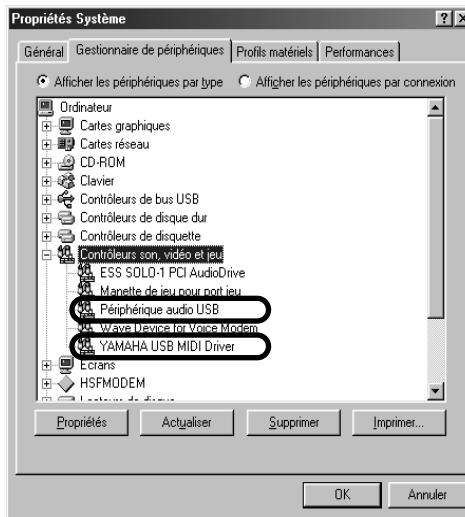 Propriétés Système
Général Gestionnaire de périphériques Profils matériels Performances
Afficher les périphériques par type Afficher les périphériques par connexion
Ordinateur
Cartes graphiques
Cartes réseau
CD-ROM
Clavier
Contrôleurs de bus USB
Contrôleurs de disque dur
Contrôleurs de disquette
Contrôleurs son, vidéo et jeu
ESS SOLO-1 PCI AudioDrive
Manette de jeu pour port jeu
Périphérique audio USB
Wave Device for Voice Modem
YAMAHA USB MIDI Driver
Ecrans
HSFMODEM
Lecteurs de disque
Propriétés Actualiser Supprimer Imprimer...
OK Annuler